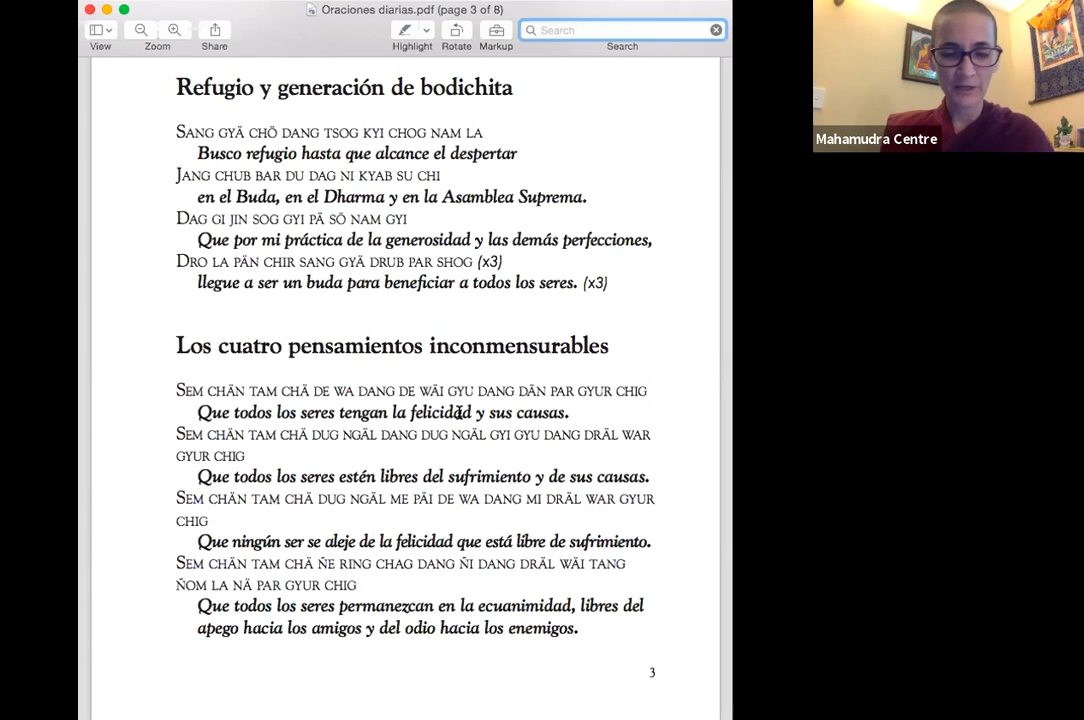 Oraciones diarias.pdf (page 3 of 8)
Search
View
Zoom
Share
Highlight
Rotate
Markup
Search
Mahamudra Centre
Refugio y generación de bodichita
SANG GYÄ CHÖ DANG TSOG KYI CHOG NAM LA
Busco refugio hasta que alcance el despertar
JANG CHUB BAR DU DAG NI KYAB SU CHI
en el Buda, en el Dharma y en la Asamblea Suprema.
DAG GI JIN SOG GYI PÄ SÖ NAM GYI
Que por mi práctica de la generosidad y las demás perfecciones,
DRO LA PÄN CHIR SANG GYÄ DRUB PAR SHOG (x3)
llegue a ser un buda para beneficiar a todos los seres. (x3)
Los cuatro pensamientos inconmensurables
SEM CHÄN TAM CHÄ DE WA DANG DE WÄI GYU DANG DÄN PAR GYUR CHIG
Que todos los seres tengan la felicidad y sus causas.
SEM CHÄN TAM CHÄ DUG NGÄL DANG DUG NGÄL GYI GYU DANG DRÄL WAR
GYUR CHIG
Que todos los seres estén libres del sufrimiento y de sus causas.
SEM CHÄN TAM CHÄ DUG NGÄL ME PÄI DE WA DANG MI DRÄL WAR GYUR
CHIG
Que ningún ser se aleje de la felicidad que está libre de sufrimiento.
SEM CHÄN TAM CHÄ ÑE RING CHAG DANG ÑI DANG DRÄL WÄI TANG
ÑOM LA NÄ PAR GYUR CHIG
Que todos los seres permanezcan en la ecuanimidad, libres del
apego hacia los amigos y del odio hacia los enemigos.
3